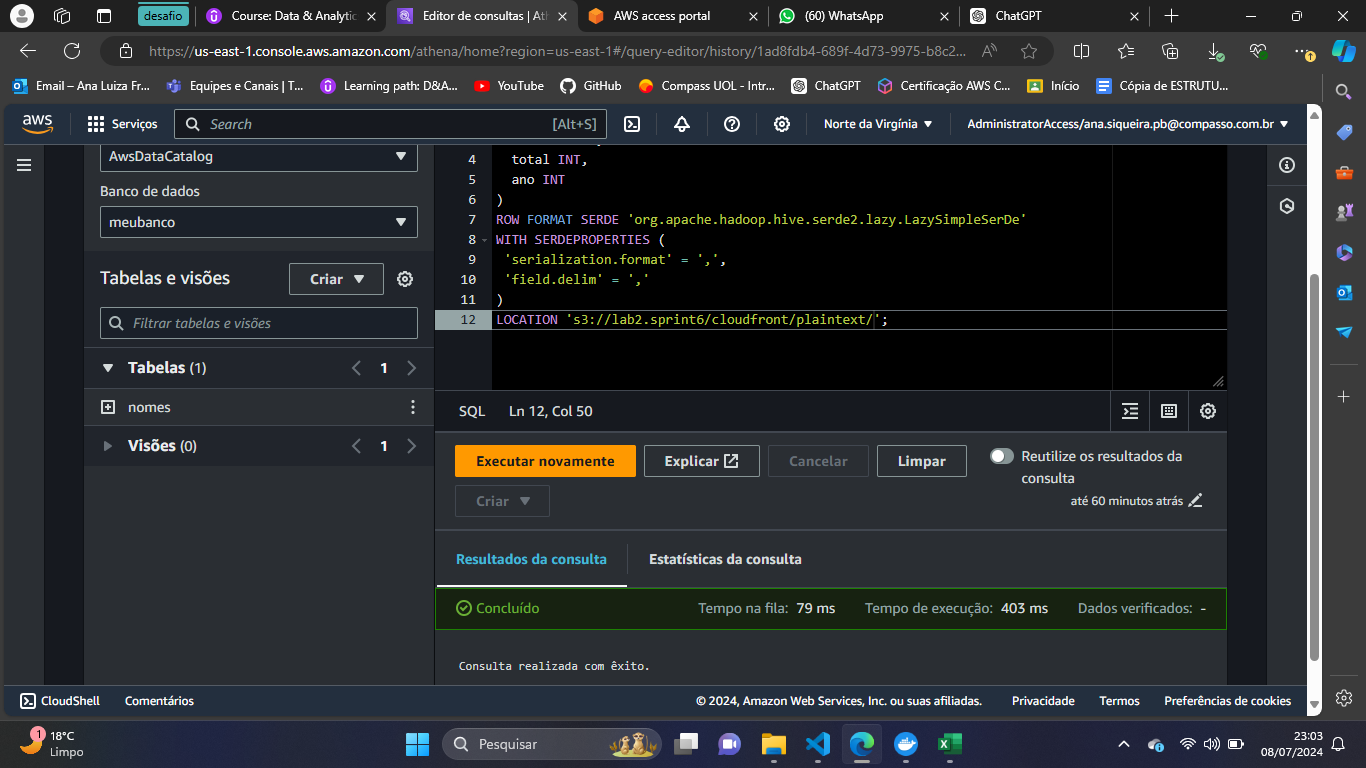 desafio
Course: Data & Analytic
Editor de consultas | Ath
AWS access portal
(60) WhatsApp
ChatGPT
https://us-east-1.console.aws.amazon.com/athena/home?region=us-east-1#/query-editor/history/1ad8fdb4-689f-4d73-9975-b8c2...
Email – Ana Luiza Fr...
Equipes e Canais | T...
Learning path: D&A...
YouTube
GitHub
Compass UOL - Intr...
ChatGPT
Certificação AWS C...
Início
Cópia de ESTRUTU...
aws
Serviços
Search
[Alt+S]
Norte da Virgínia
AdministratorAccess/ana.siqueira.pb@compasso.com.br
AwsDataCatalog
Banco de dados
meubanco
Tabelas e visões
Criar
Filtrar tabelas e visões
Tabelas (1)
1
nomes
Visões (0)
1
4 total INT,
5 ano INT
6 )
7 ROW FORMAT SERDE 'org.apache.hadoop.hive.serde2.lazy.LazySimpleSerDe'
8 WITH SERDEPROPERTIES (
9 'serialization.format' = ',',
10 'field.delim' = ','
11 )
12 LOCATION 's3://lab2.sprint6/cloudfront/plaintext/';
SQL Ln 12, Col 50
Executar novamente
Explicar
Cancelar
Limpar
Reutilize os resultados da
consulta
até 60 minutos atrás
Criar
Resultados da consulta
Estatísticas da consulta
Concluído
Tempo na fila: 79 ms
Tempo de execução: 403 ms
Dados verificados: -
Consulta realizada com êxito.
CloudShell
Comentários
© 2024, Amazon Web Services, Inc. ou suas afiliadas.
Privacidade
Termos
Preferências de cookies
1
18°C
Limpo
Pesquisar
23:03
08/07/2024